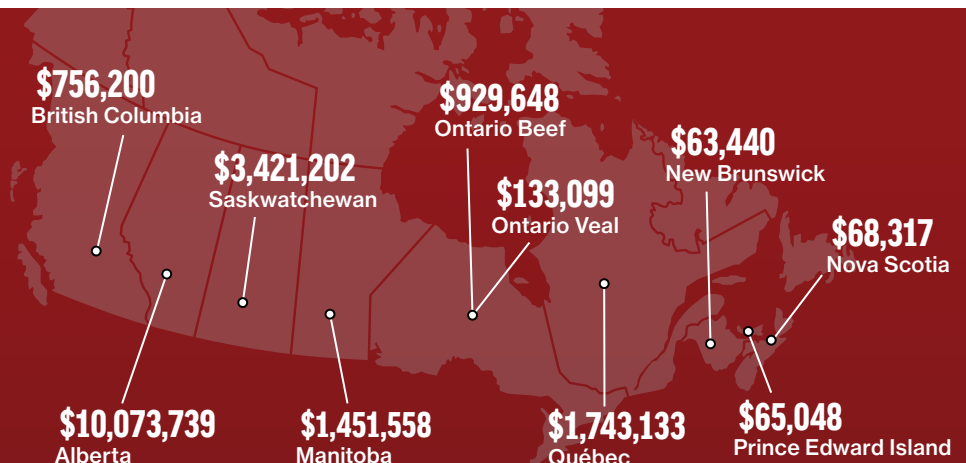 $756,200
British Columbia
$929,648
Ontario Beef
$63,440
New Brunswick
$3,421,202
Saskwatchewan
$133,099
Ontario Veal
$68,317
Nova Scotia
$10,073,739
Alberta
$1,451,558
Manitoba
$1,743,133
Québec
$65,048
Prince Edward Island